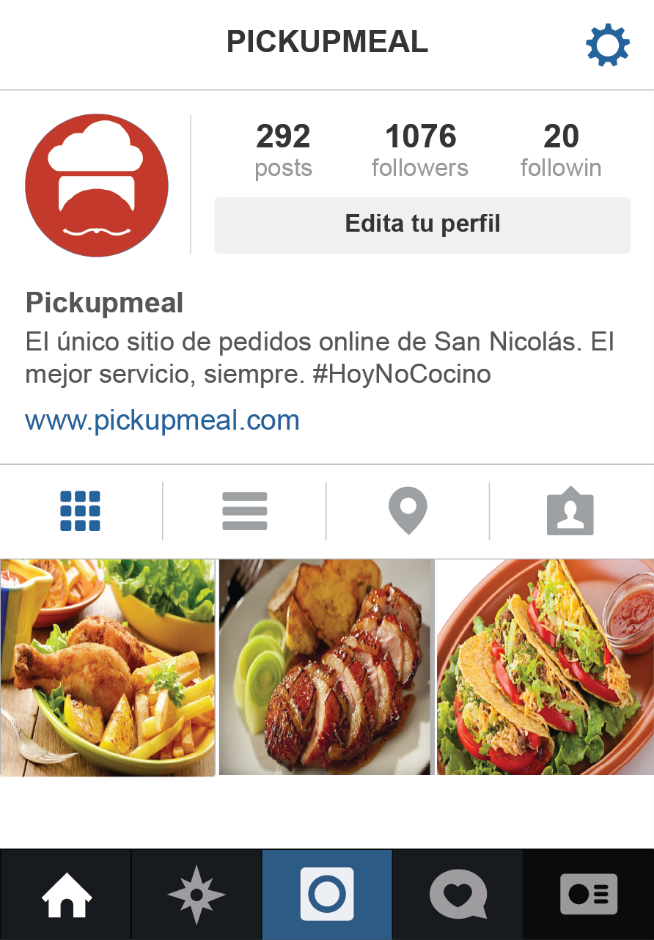 PICKUPMEAL
292 1076 20
posts followers followin
Edita tu perfil
Pickupmeal
El único sitio de pedidos online de San Nicolás. El
mejor servicio, siempre. #HoyNoCocino
www.pickupmeal.com